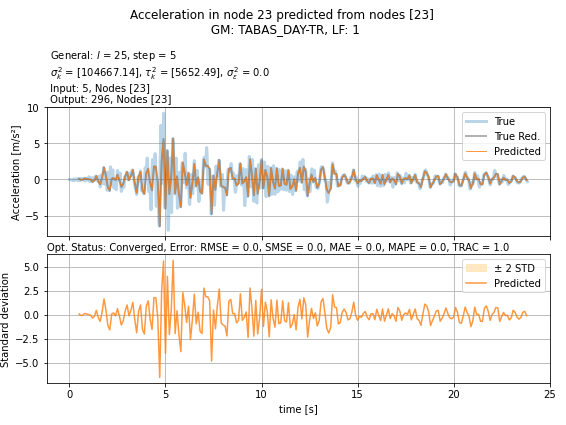 Acceleration in node 23 predicted from nodes [23]
GM: TABAS_DAY-TR, LF: 1
General: l = 25, step = 5
σ²ₖ = [104667.14], τ²ₖ = [5652.49], σ²ε = 0.0
Input: 5, Nodes [23]
Output: 296, Nodes [23]
10
5
0
−5
Acceleration [m/s²]
True
True Red.
Predicted
Opt. Status: Converged, Error: RMSE = 0.0, SMSE = 0.0, MAE = 0.0, MAPE = 0.0, TRAC = 1.0
5.0
2.5
0.0
−2.5
−5.0
Standard deviation
± 2 STD
Predicted
0 5 10 15 20 25
time [s]